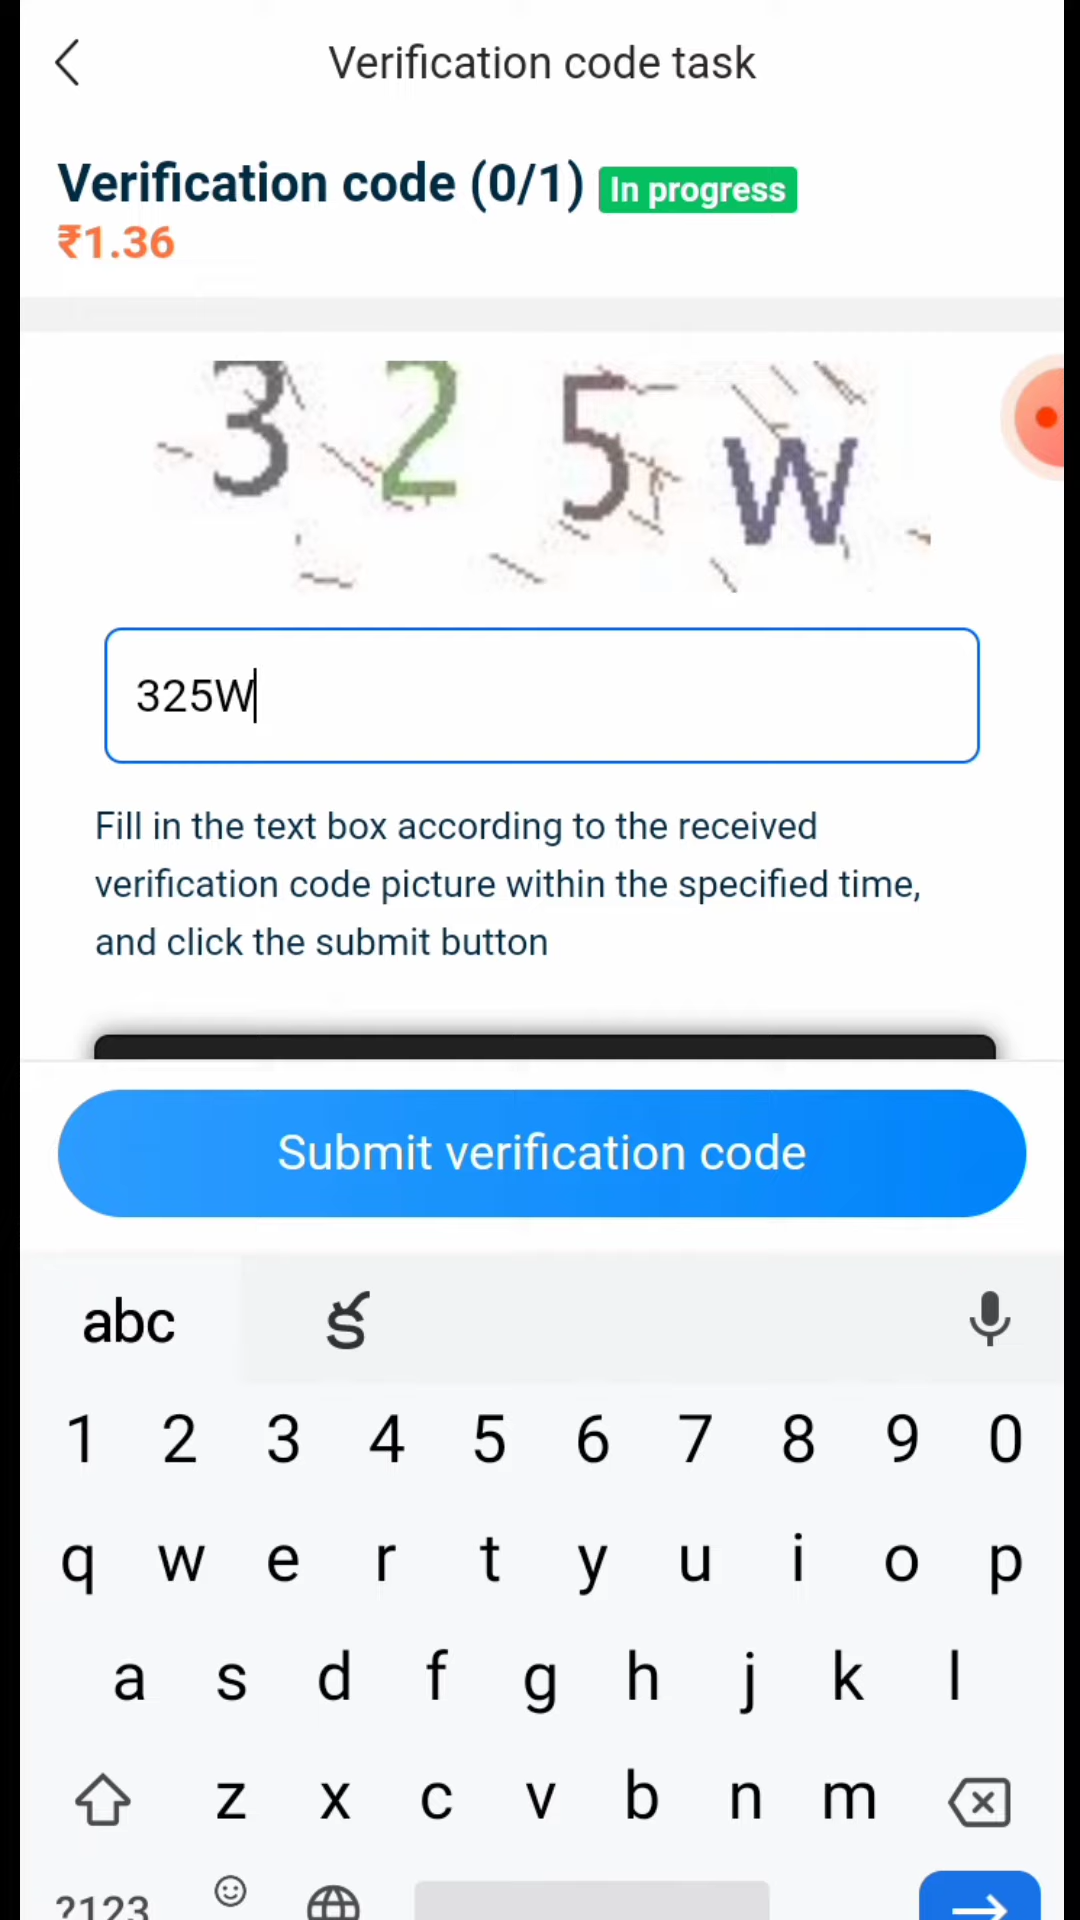 Verification code task
Verification code (0/1) In progress
₹1.36
3 2 5 w
325W
Fill in the text box according to the received
verification code picture within the specified time,
and click the submit button
Submit verification code
abc క
1 2 3 4 5 6 7 8 9 0
q w e r t y u i o p
a s d f g h j k l
z x c v b n m
?123